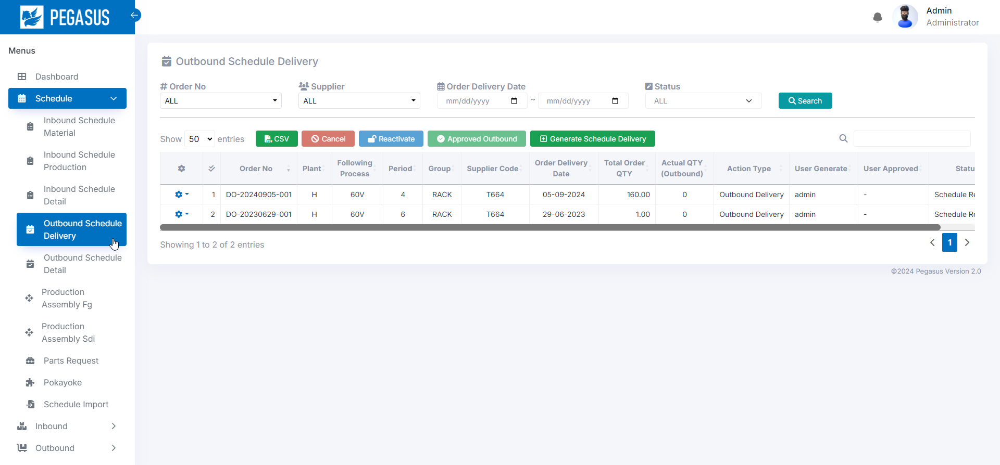 PEGASUS
Admin
Administrator
Menus
Dashboard
Schedule
Inbound Schedule
Material
Inbound Schedule
Production
Inbound Schedule
Detail
Outbound Schedule
Delivery
Outbound Schedule
Detail
Production
Assembly Fg
Production
Assembly Sdi
Parts Request
Pokayoke
Schedule Import
Inbound
Outbound
Outbound Schedule Delivery
# Order No Supplier Order Delivery Date Status
ALL ALL mm/dd/yyyy ~ mm/dd/yyyy ALL Search
Show 50 entries CSV Cancel Reactivate Approved Outbound Generate Schedule Delivery
Order No Plant Following Process Period Group Supplier Code Order Delivery Date Total Order QTY Actual QTY (Outbound) Action Type User Generate User Approved Statu
1 DO-20240905-001 H 60V 4 RACK T664 05-09-2024 160.00 0 Outbound Delivery admin - Schedule Re
2 DO-20230629-001 H 60V 6 RACK T664 29-06-2023 1.00 0 Outbound Delivery admin - Schedule Re
Showing 1 to 2 of 2 entries
1
©2024 Pegasus Version 2.0